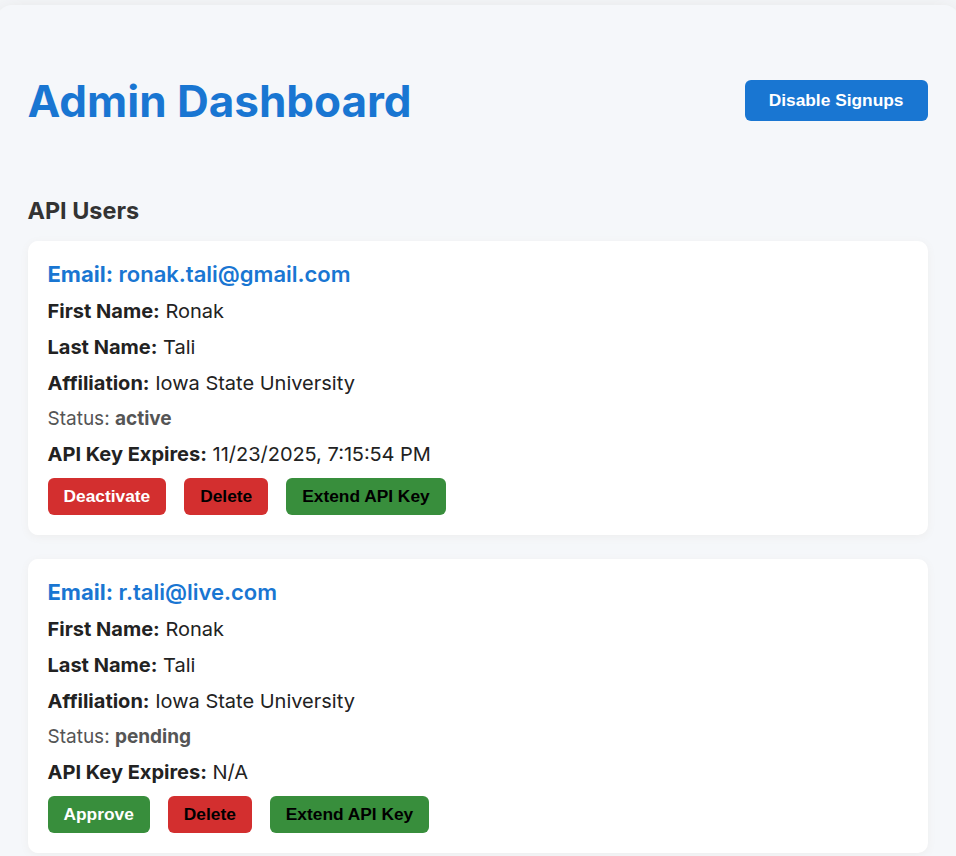 Admin Dashboard
Disable Signups
API Users
Email: ronak.tali@gmail.com
First Name: Ronak
Last Name: Tali
Affiliation: Iowa State University
Status: active
API Key Expires: 11/23/2025, 7:15:54 PM
Deactivate Delete Extend API Key
Email: r.tali@live.com
First Name: Ronak
Last Name: Tali
Affiliation: Iowa State University
Status: pending
API Key Expires: N/A
Approve Delete Extend API Key